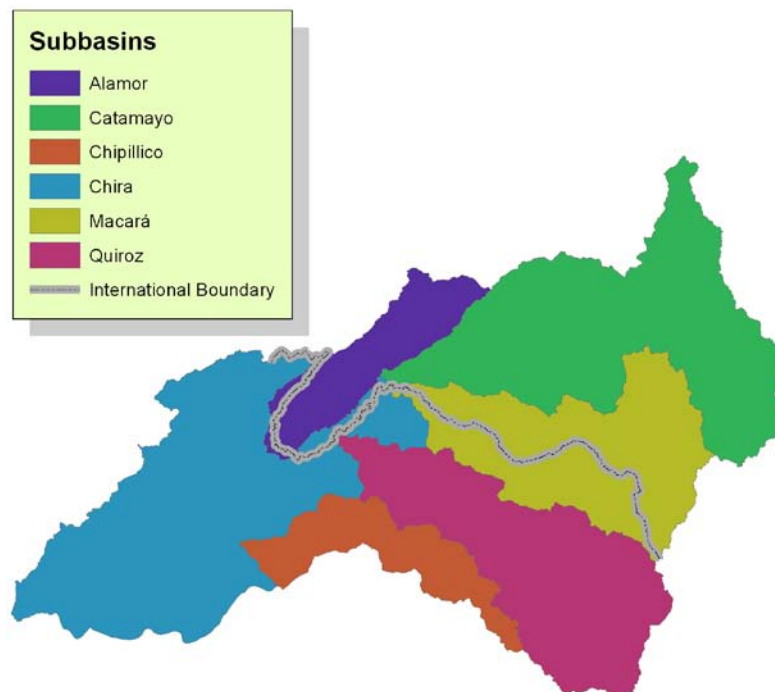 Subbasins
Alamor
Catamayo
Chipillico
Chira
Macará
Quiroz
International Boundary